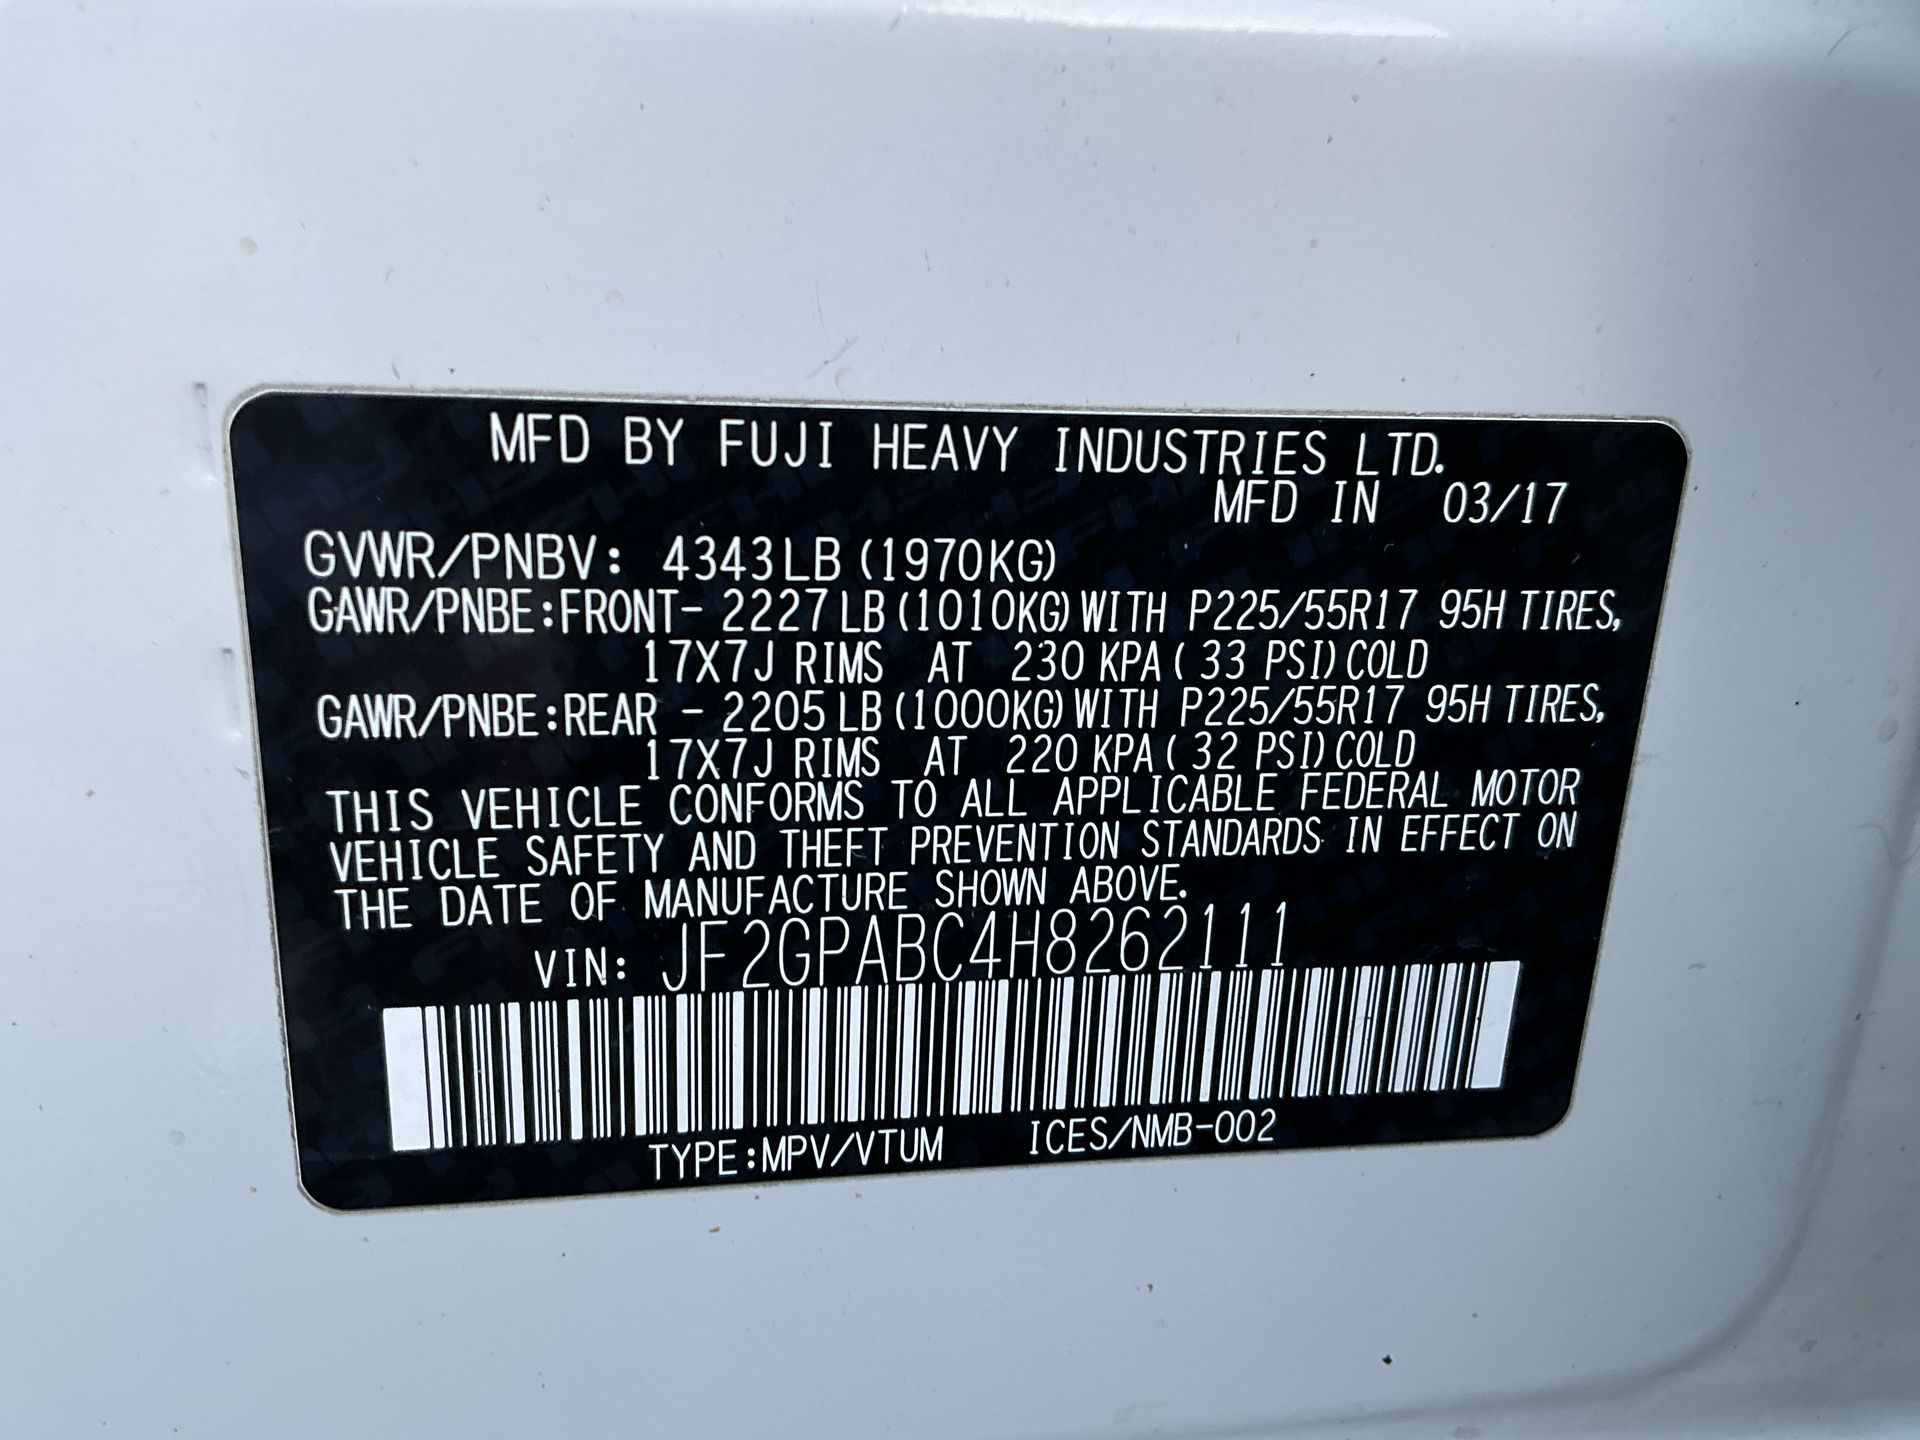 MFD BY FUJI HEAVY INDUSTRIES LTD.
MFD IN 03/17
GVWR/PNBV: 4343LB (1970KG)
GAWR/PNBE:FRONT- 2227LB (1010KG) WITH P225/55R17 95H TIRES,
17X7J RIMS AT 230 KPA ( 33 PSI) COLD
GAWR/PNBE:REAR - 2205LB (1000KG) WITH P225/55R17 95H TIRES,
17X7J RIMS AT 220 KPA ( 32 PSI) COLD
THIS VEHICLE CONFORMS TO ALL APPLICABLE FEDERAL MOTOR
VEHICLE SAFETY AND THEFT PREVENTION STANDARDS IN EFFECT ON
THE DATE OF MANUFACTURE SHOWN ABOVE.
VIN: JF2GPABC4H8262111
TYPE:MPV/VTUM ICES/NMB-002